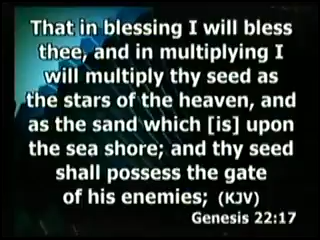 That in blessing I will bless
thee, and in multiplying I
will multiply thy seed as
the stars of the heaven, and
as the sand which [is] upon
the sea shore; and thy seed
shall possess the gate
of his enemies; (KJV)
Genesis 22:17